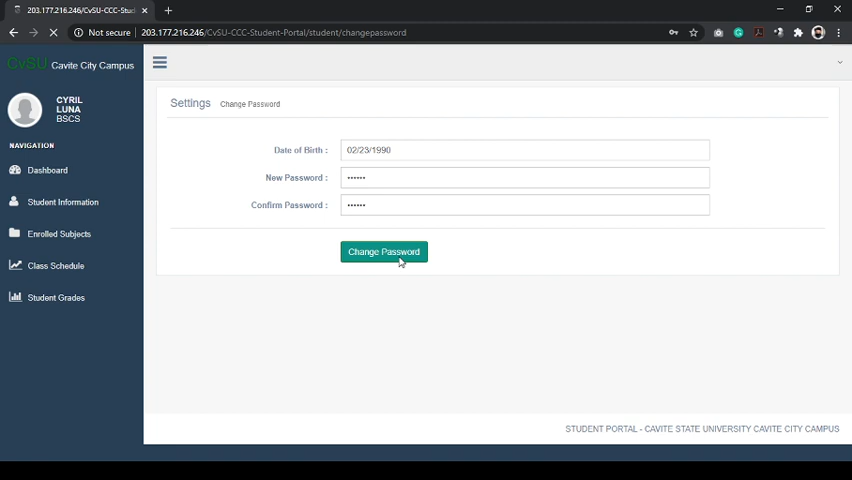 203.177.216.246/CvSU-CCC-Stud
Not secure
203.177.216.246/CvSU-CCC-Student-Portal/student/changepassword
CvSU Cavite City Campus
CYRIL
LUNA
BSCS
NAVIGATION
Dashboard
Student Information
Enrolled Subjects
Class Schedule
Student Grades
Settings Change Password
Date of Birth : 02/23/1990
New Password : ••••••
Confirm Password : ••••••
Change Password
STUDENT PORTAL - CAVITE STATE UNIVERSITY CAVITE CITY CAMPUS